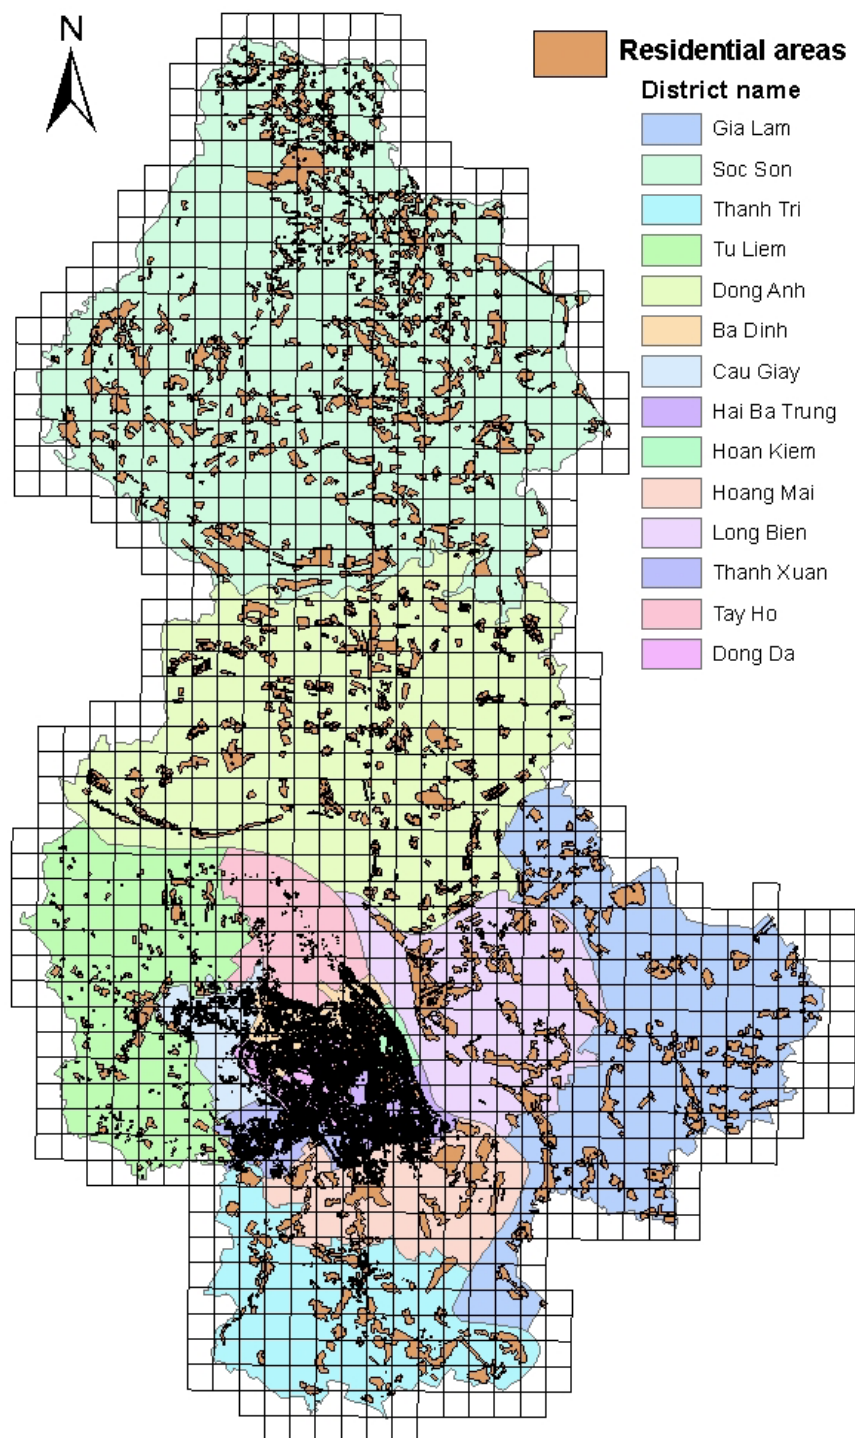 N
Residential areas
District name
Gia Lam
Soc Son
Thanh Tri
Tu Liem
Dong Anh
Ba Dinh
Cau Giay
Hai Ba Trung
Hoan Kiem
Hoang Mai
Long Bien
Thanh Xuan
Tay Ho
Dong Da